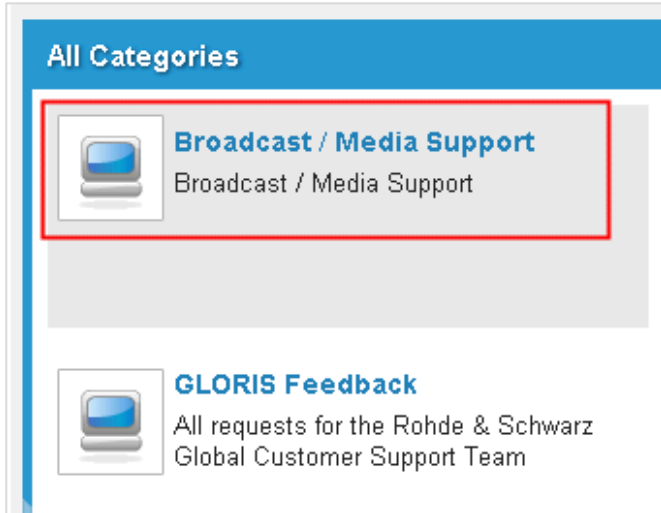 All Categories
Broadcast / Media Support
Broadcast / Media Support
GLORIS Feedback
All requests for the Rohde & Schwarz
Global Customer Support Team